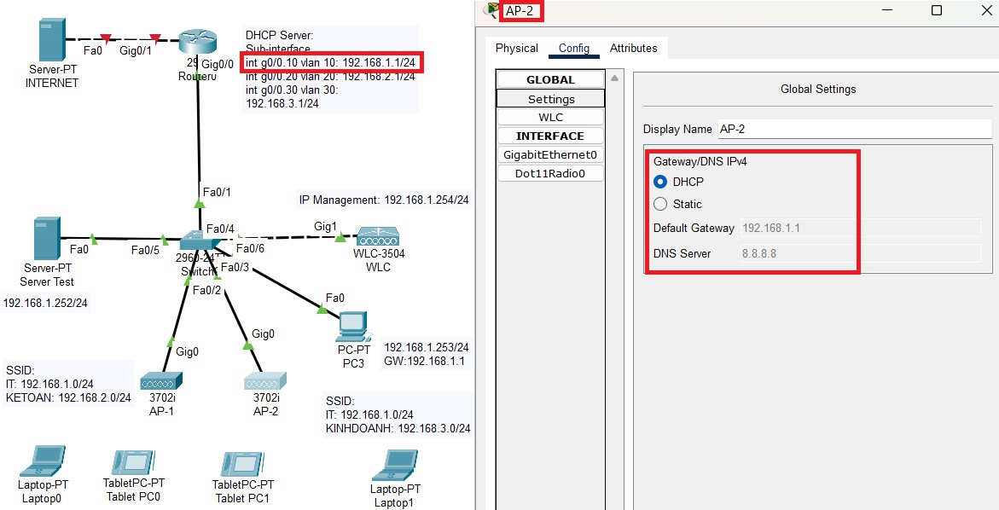 Server-PT
INTERNET
Fa0
Gig0/1
29
Gig0/0
DHCP Server:
Sub-interface
int g0/0.10 vlan 10: 192.168.1.1/24
int g0/0.20 vlan 20: 192.168.2.1/24
int g0/0.30 vlan 30:
192.168.3.1/24
Fa0/1
IP Management: 192.168.1.254/24
Fa0/4
Gig1
Fa0/6
WLC-3504
WLC
Fa0
Fa0/5
Server-PT
Server Test
192.168.1.252/24
Fa0/3
Fa0/2
Fa0
PC-PT
PC3
192.168.1.253/24
GW:192.168.1.1
Gig0
Gig0
SSID:
IT: 192.168.1.0/24
KETOAN: 192.168.2.0/24
3702i
AP-1
3702i
AP-2
SSID:
IT: 192.168.1.0/24
KINHDOANH: 192.168.3.0/24
Laptop-PT
Laptop0
TabletPC-PT
Tablet PC0
TabletPC-PT
Tablet PC1
Laptop-PT
Laptop1
AP-2
Physical Config Attributes
GLOBAL
Settings
WLC
INTERFACE
GigabitEthernet0
Dot11Radio0
Global Settings
Display Name AP-2
Gateway/DNS IPv4
DHCP
Static
Default Gateway 192.168.1.1
DNS Server 8.8.8.8